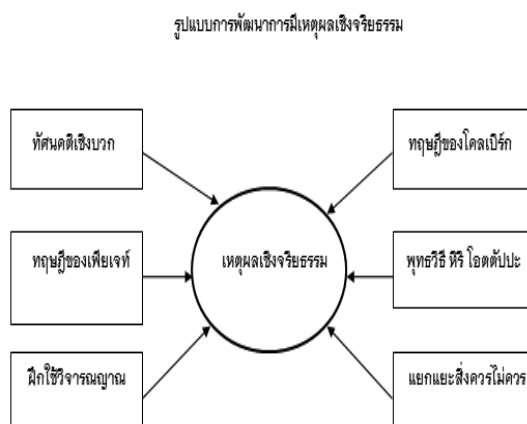 รูปแบบการพัฒนาการมีเหตุผลเชิงจริยธรรม
ทัศนคติเชิงบวก
ทฤษฎีของโคลเบิร์ก
ทฤษฎีของเพียเจท์
เหตุผลเชิงจริยธรรม
พุทธวิธี หิริ โอตตัปปะ
ฝึกใช้วิจารณญาณ
แยกแยะสิ่งควรไม่ควร